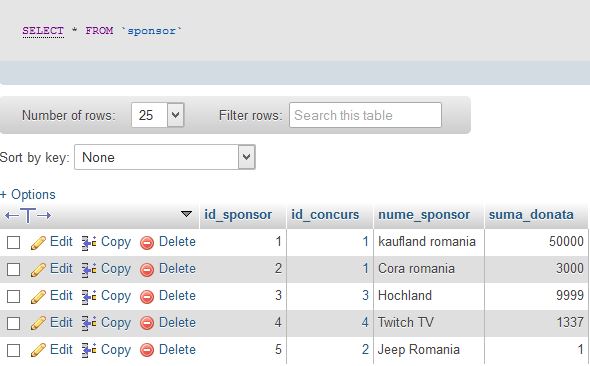 SELECT * FROM `sponsor`
Number of rows: 25 Filter rows: Search this table
Sort by key: None
+ Options
id_sponsor id_concurs nume_sponsor suma_donata
Edit Copy Delete 1 1 kaufland romania 50000
Edit Copy Delete 2 1 Cora romania 3000
Edit Copy Delete 3 3 Hochland 9999
Edit Copy Delete 4 4 Twitch TV 1337
Edit Copy Delete 5 2 Jeep Romania 1